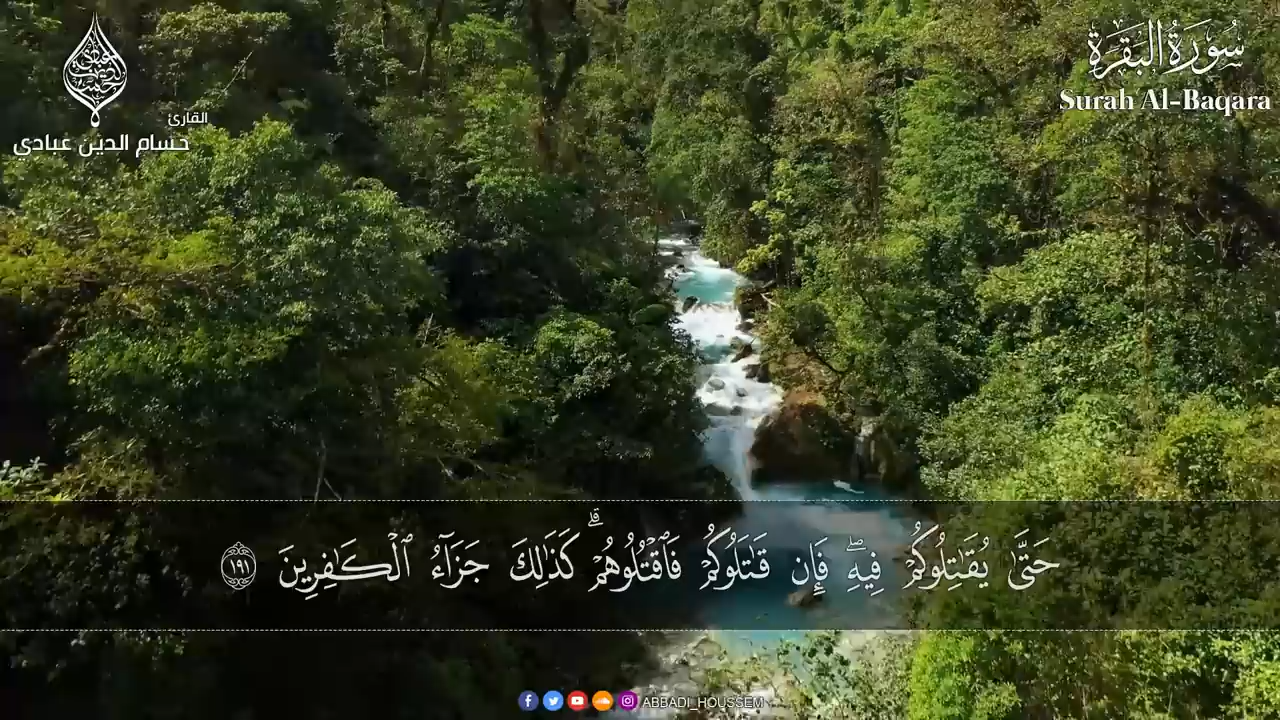 سُورَةُ البَقَرَةِ
Surah Al-Baqara
القارئ
حسام الدين عبادي
حَتَّىٰ يُقَـٰتِلُوكُمْ فِيهِۖ فَإِن قَـٰتَلُوكُمْ فَٱقْتُلُوهُمْۗ كَذَٰلِكَ جَزَآءُ ٱلْكَـٰفِرِينَ ١٩١
ABBADI_HOUSSEM